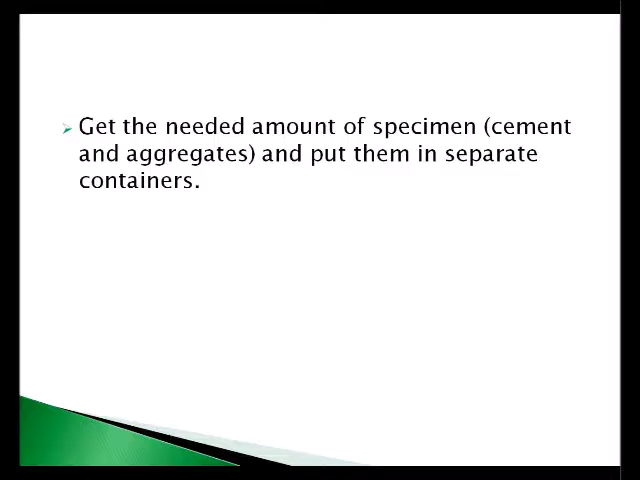 Get the needed amount of specimen (cement
and aggregates) and put them in separate
containers.